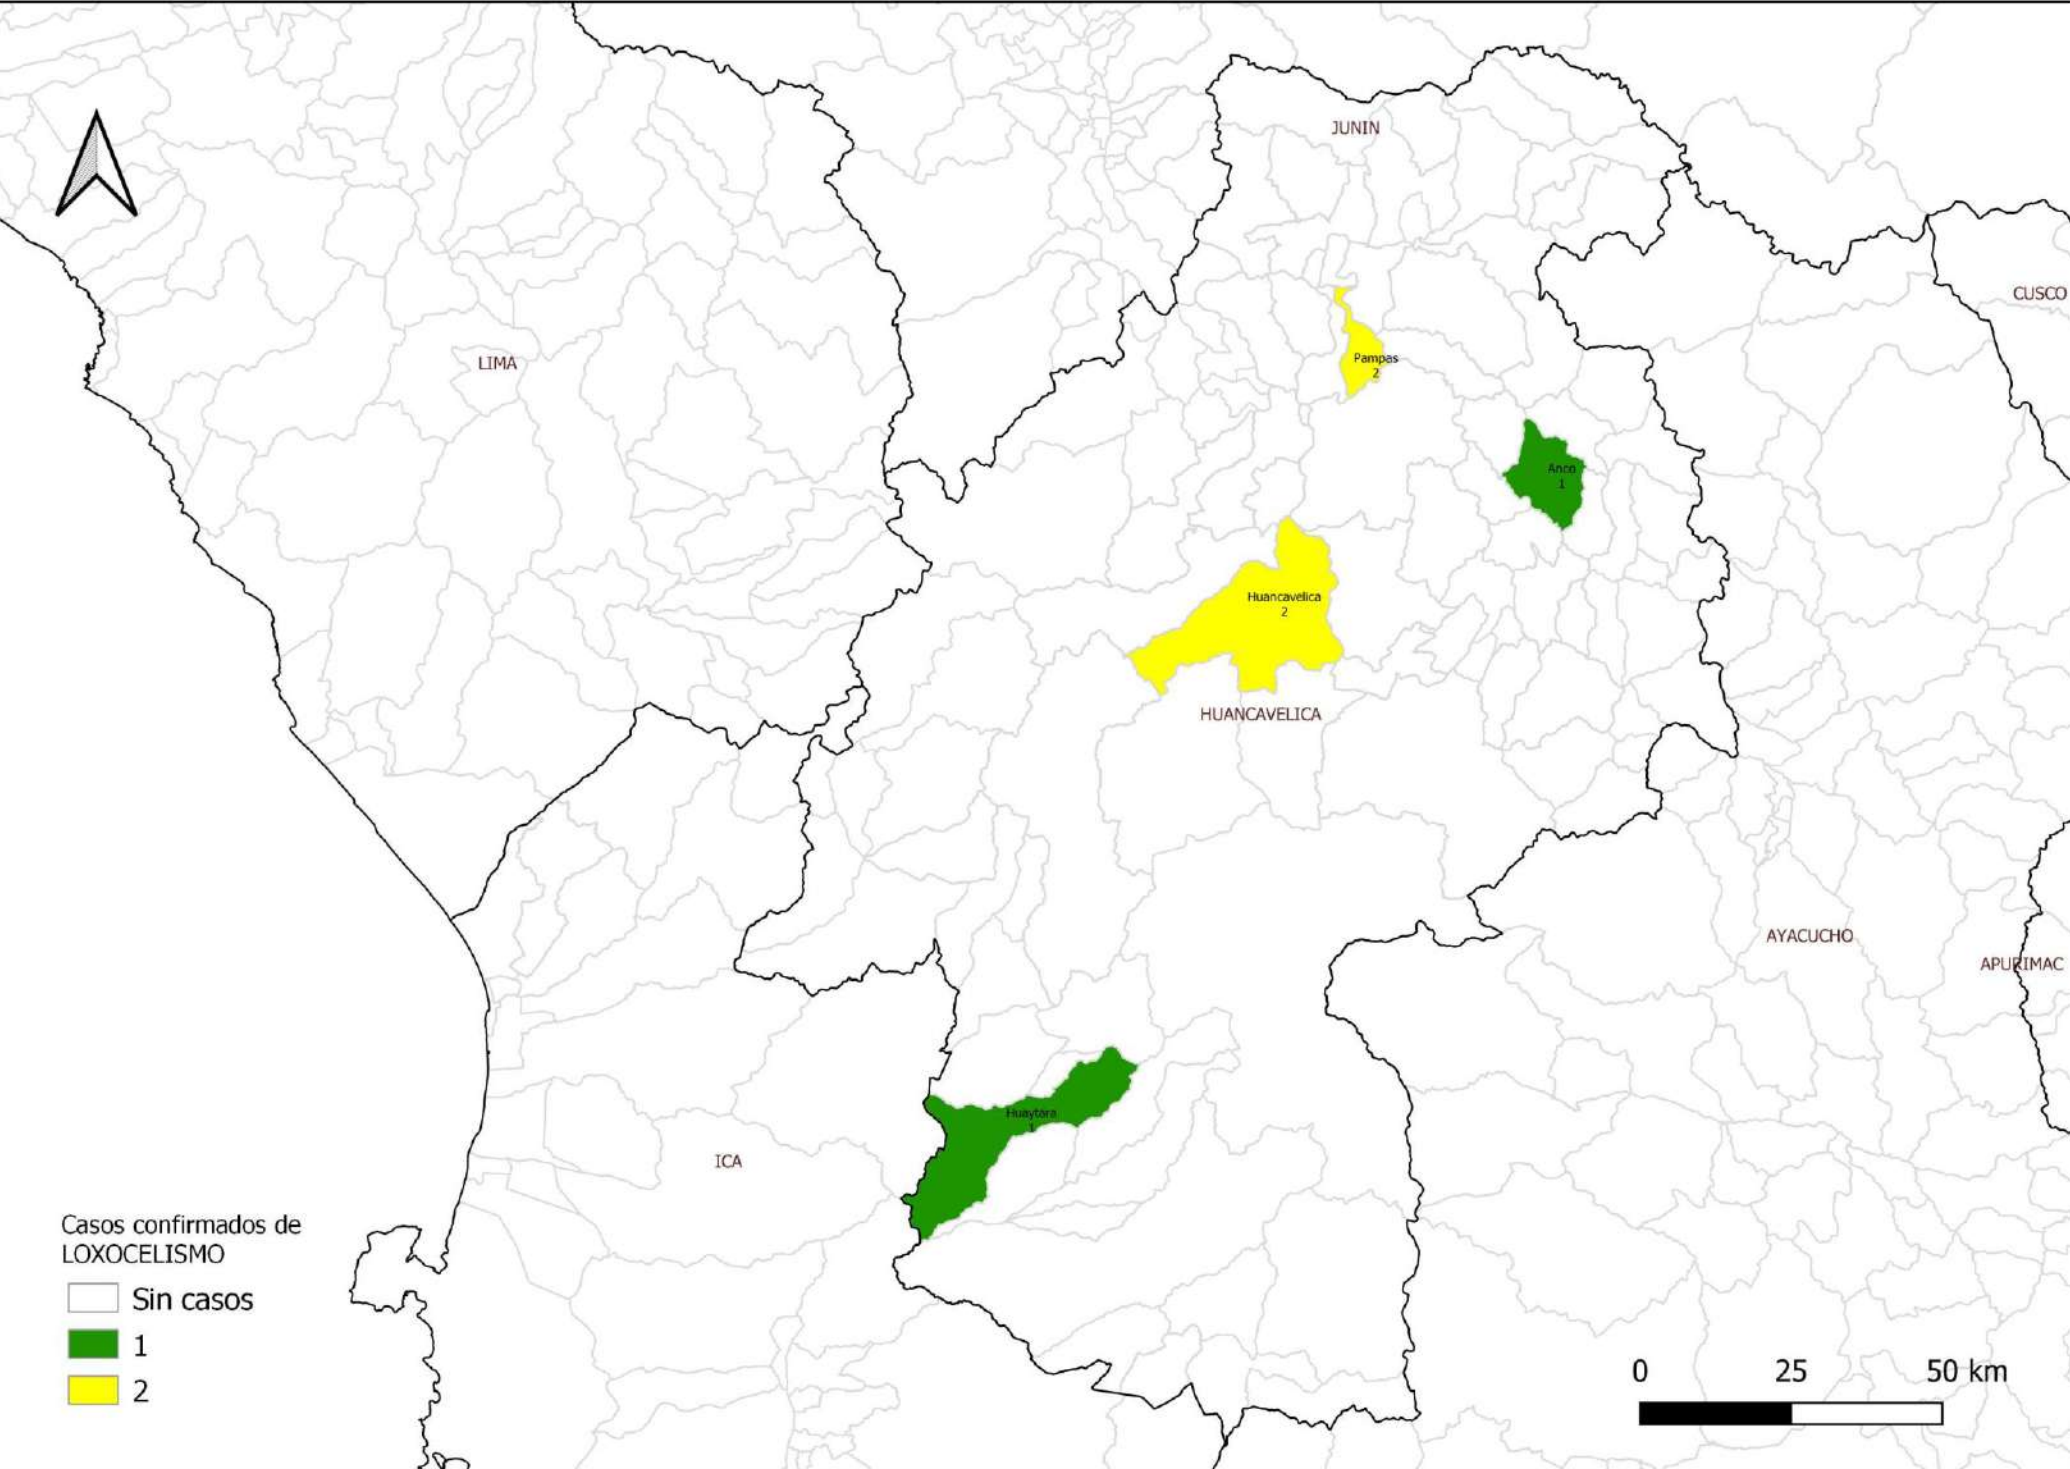 JUNIN
CUSCO
LIMA
Pampas
2
Anco
1
Huancavelica
2
HUANCAVELICA
AYACUCHO
APURIMAC
Huaytara
1
ICA
Casos confirmados de
LOXOCELISMO
Sin casos
1
2
0 25 50 km